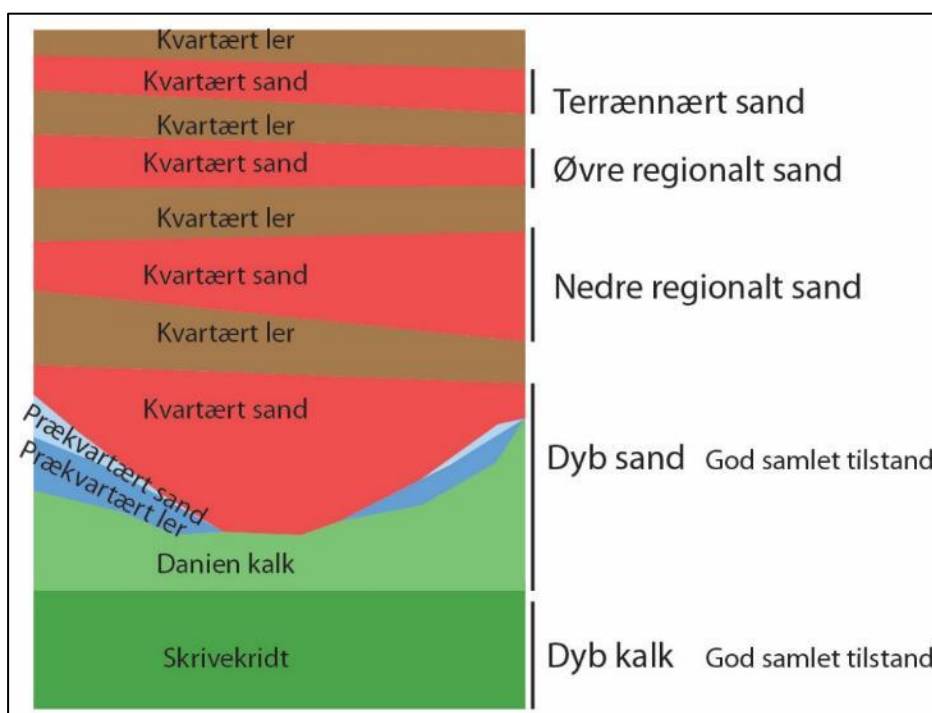 Kvartært ler
Kvartært sand
Terrænnært sand
Kvartært ler
Kvartært sand
Øvre regionalt sand
Kvartært ler
Kvartært sand
Nedre regionalt sand
Kvartært ler
Kvartært sand
Prækvartært sand
Prækvartært ler
Dyb sand God samlet tilstand
Danien kalk
Skrivekridt
Dyb kalk God samlet tilstand